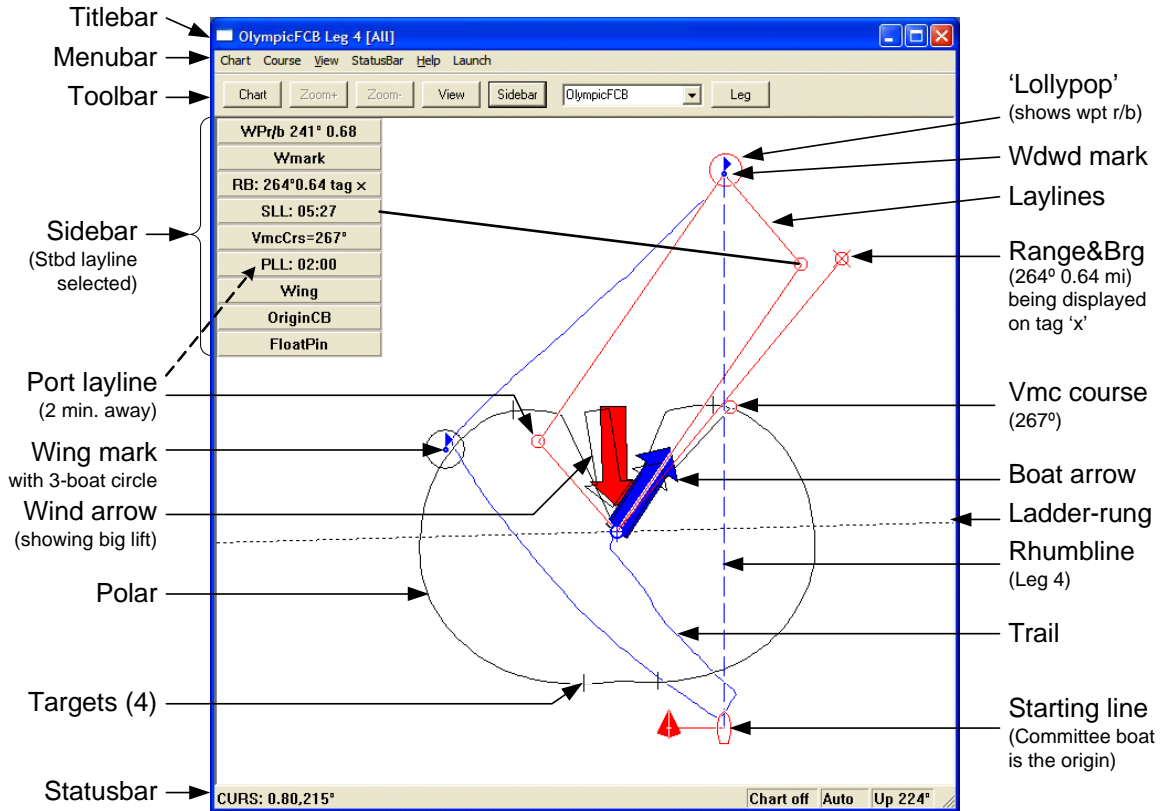 Titlebar
Menubar
Toolbar
Sidebar
(Stbd layline
selected)
Port layline
(2 min. away)
Wing mark
with 3-boat circle
Wind arrow
(showing big lift)
Polar
Targets (4)
Statusbar
OlympicFCB Leg 4 [All]
Chart Course View StatusBar Help Launch
Chart Zoom+ Zoom- View Sidebar OlympicFCB Leg
WPr/b 241° 0.68
Wmark
RB: 264°0.64 tag x
SLL: 05:27
VmcCrs=267°
PLL: 02:00
Wing
OriginCB
FloatPin
CURS: 0.80,215° Chart off Auto Up 224°
'Lollypop'
(shows wpt r/b)
Wdwd mark
Laylines
Range&Brg
(264º 0.64 mi)
being displayed
on tag 'x'
Vmc course
(267º)
Boat arrow
Ladder-rung
Rhumbline
(Leg 4)
Trail
Starting line
(Committee boat
is the origin)